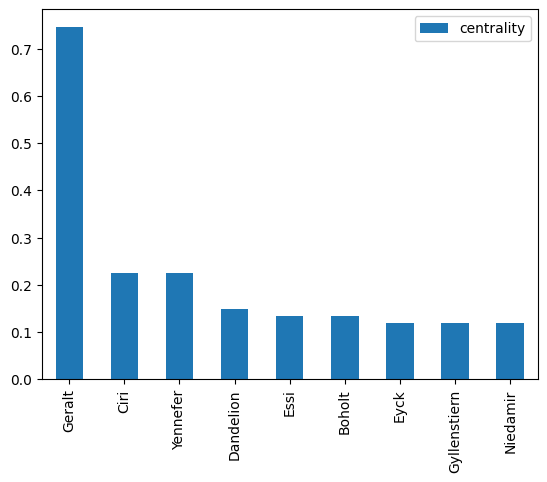 centrality
0.7
0.6
0.5
0.4
0.3
0.2
0.1
0.0
Geralt
Ciri
Yennefer
Dandelion
Essi
Boholt
Eyck
Gyllenstiern
Niedamir